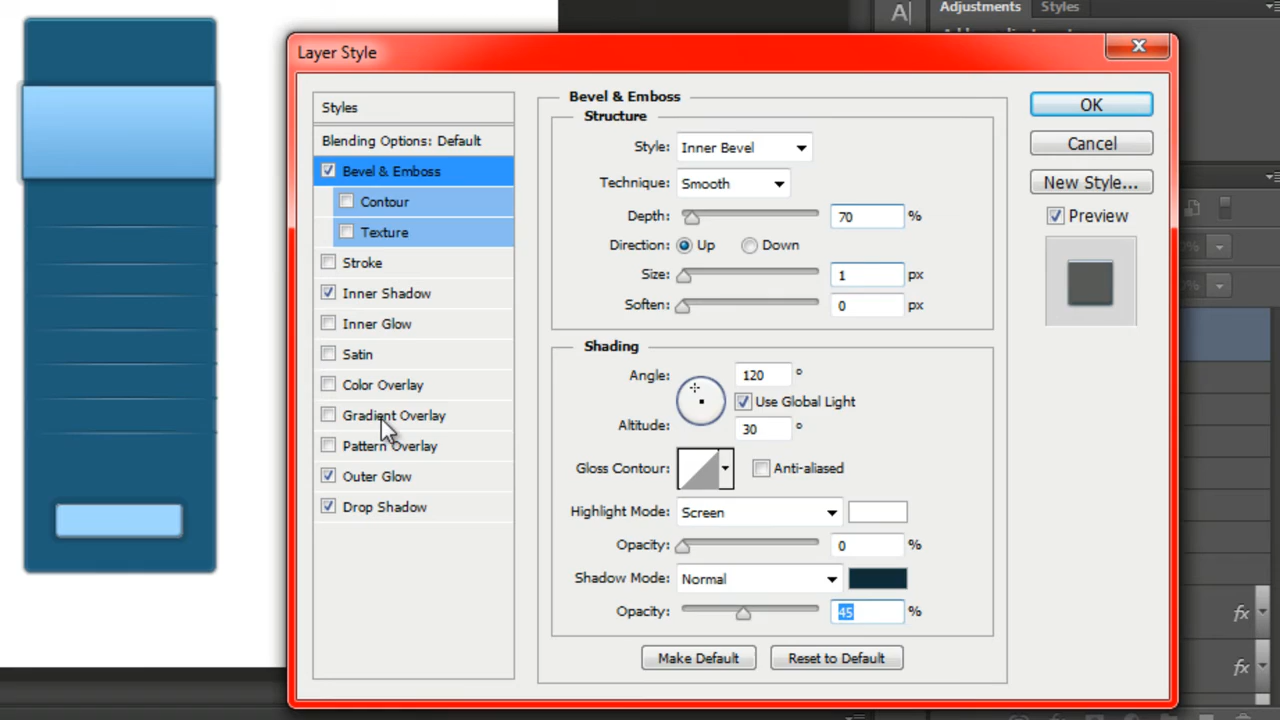 Adjustments Styles
A
Layer Style
Styles
Blending Options: Default
Bevel & Emboss
Contour
Texture
Stroke
Inner Shadow
Inner Glow
Satin
Color Overlay
Gradient Overlay
Pattern Overlay
Outer Glow
Drop Shadow
Bevel & Emboss
Structure
Style: Inner Bevel
Technique: Smooth
Depth: 70 %
Direction: Up Down
Size: 1 px
Soften: 0 px
Shading
Angle: 120 °
Use Global Light
Altitude: 30 °
Gloss Contour: Anti-aliased
Highlight Mode: Screen
Opacity: 0 %
Shadow Mode: Normal
Opacity: 45 %
Make Default Reset to Default
OK
Cancel
New Style...
Preview
fx
fx